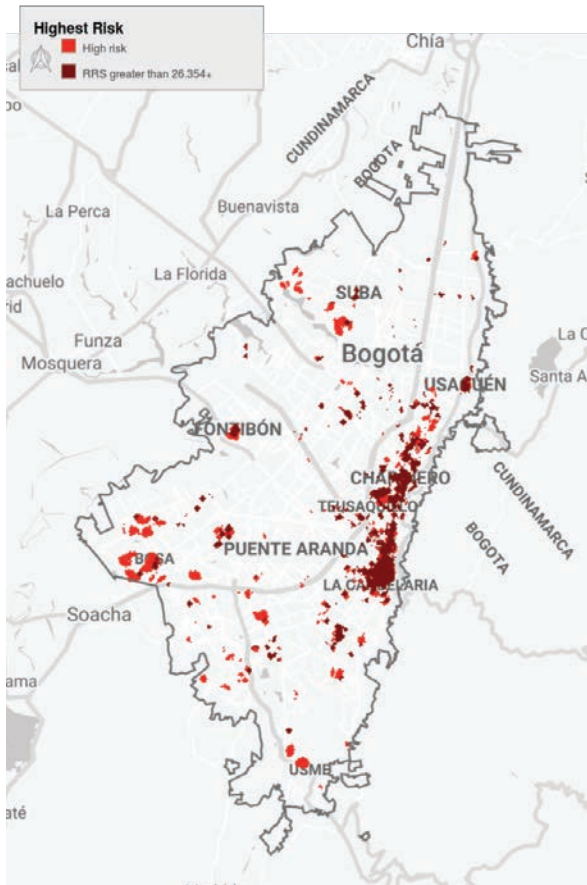 Highest Risk
High risk
RRS greater than 26.354+
Chía
CUNDINAMARCA
BOGOTA
La Perca
Buenavista
La Florida
SUBA
Funza
Mosquera
Bogotá
USAQUÉN
Santa A
FONTIBÓN
CHAPINERO
TEUSAQUILLO
CUNDINAMARCA
BOGOTA
PUENTE ARANDA
BOSA
LA CANDELARIA
Soacha
USME